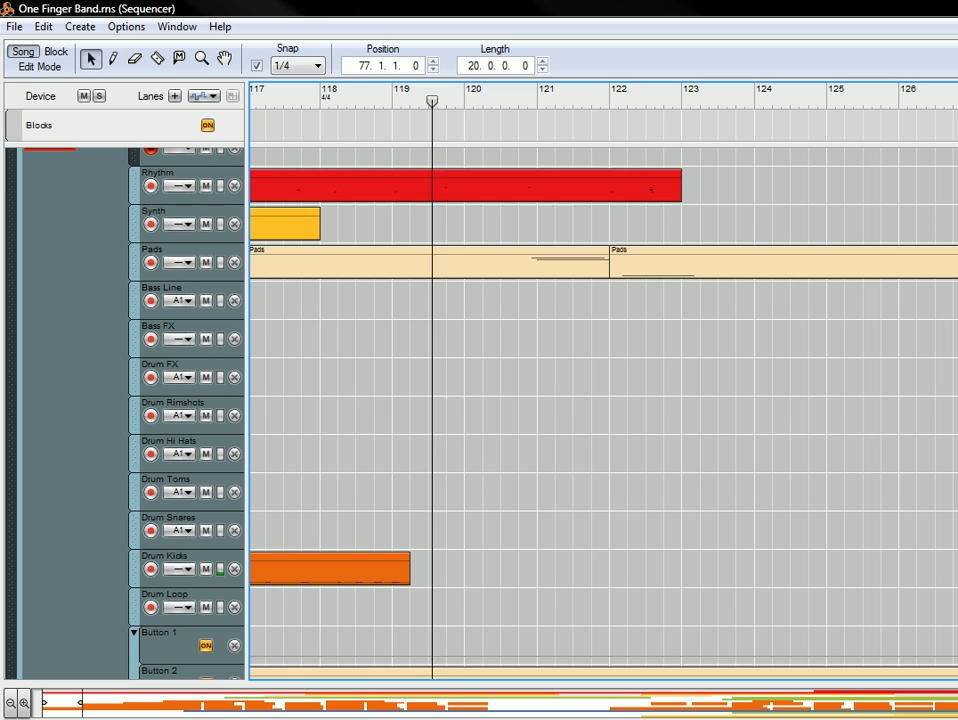 One Finger Band.rns (Sequencer)
File Edit Create Options Window Help
Song Block
Edit Mode
Snap
1/4
Position
77. 1. 1. 0
Length
20. 0. 0. 0
Device M S Lanes
117 118 119 120 121 122 123 124 125 126
4/4
Blocks ON
Rhythm
M
Synth
M
Pads
M
Pads Pads
Bass Line
A1 M
Bass FX
M
Drum FX
A1 M
Drum Rimshots
A1 M
Drum Hi Hats
A1 M
Drum Toms
A1 M
Drum Snares
A1 M
Drum Kicks
M
Drum Loop
M
Button 1
ON
Button 2